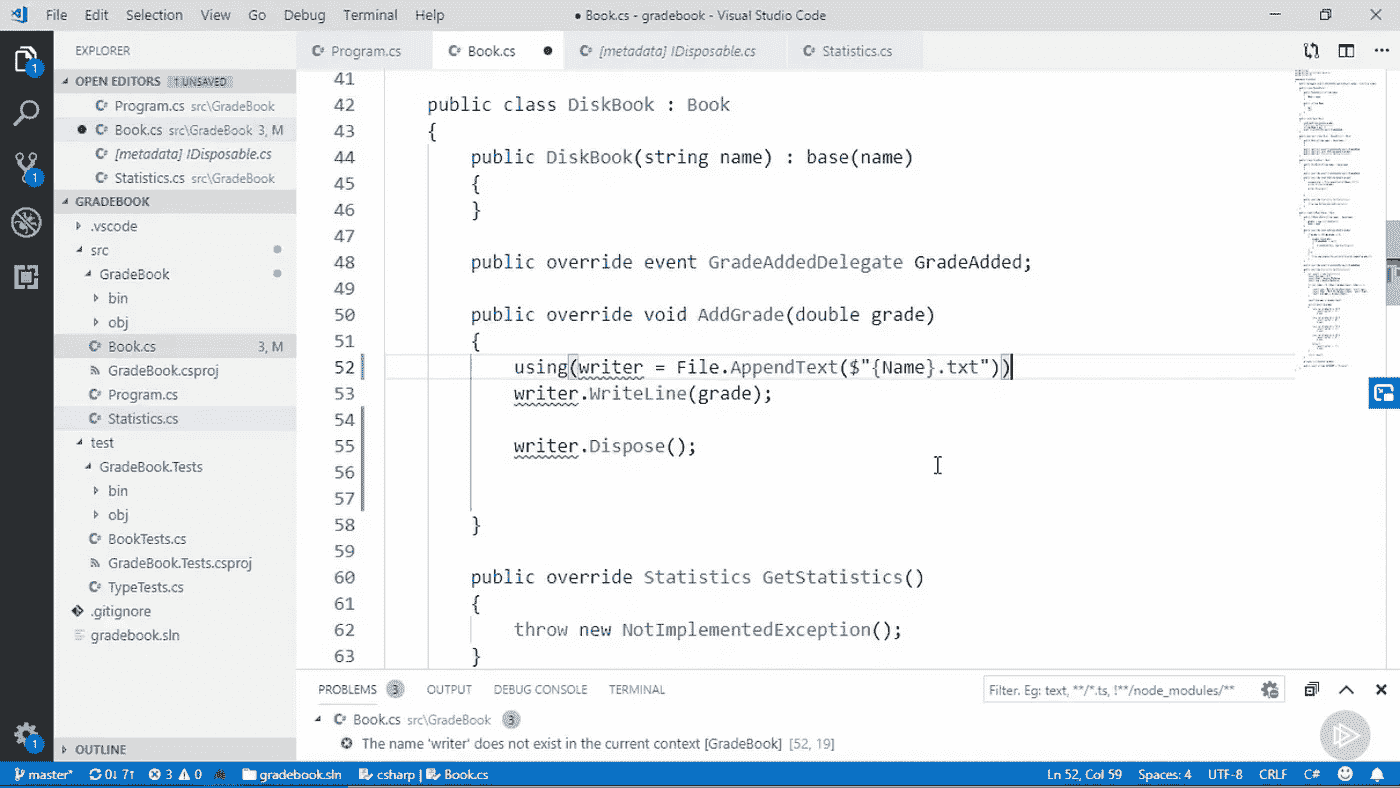 File Edit Selection View Go Debug Terminal Help ● Book.cs - gradebook - Visual Studio Code
EXPLORER
Program.cs Book.cs [metadata] IDisposable.cs Statistics.cs
OPEN EDITORS 1 UNSAVED
Program.cs src\GradeBook
Book.cs src\GradeBook 3, M
[metadata] IDisposable.cs
Statistics.cs src\GradeBook
GRADEBOOK
.vscode
src
GradeBook
bin
obj
Book.cs 3, M
GradeBook.csproj
Program.cs
Statistics.cs
test
GradeBook.Tests
bin
obj
BookTests.cs
GradeBook.Tests.csproj
TypeTests.cs
.gitignore
gradebook.sln
OUTLINE
1
1
1
41
42 public class DiskBook : Book
43 {
44 public DiskBook(string name) : base(name)
45 {
46 }
47
48 public override event GradeAddedDelegate GradeAdded;
49
50 public override void AddGrade(double grade)
51 {
52 using(writer = File.AppendText($"{Name}.txt"))
53 writer.WriteLine(grade);
54
55 writer.Dispose();
56
57
58 }
59
60 public override Statistics GetStatistics()
61 {
62 throw new NotImplementedException();
63 }
PROBLEMS 3 OUTPUT DEBUG CONSOLE TERMINAL Filter. Eg: text, **/*.ts, !**/node_modules/**
Book.cs src\GradeBook 3
The name 'writer' does not exist in the current context [GradeBook] [52, 19]
master* 0↓ 7↑ 3 0 gradebook.sln csharp | Book.cs Ln 52, Col 59 Spaces: 4 UTF-8 CRLF C#